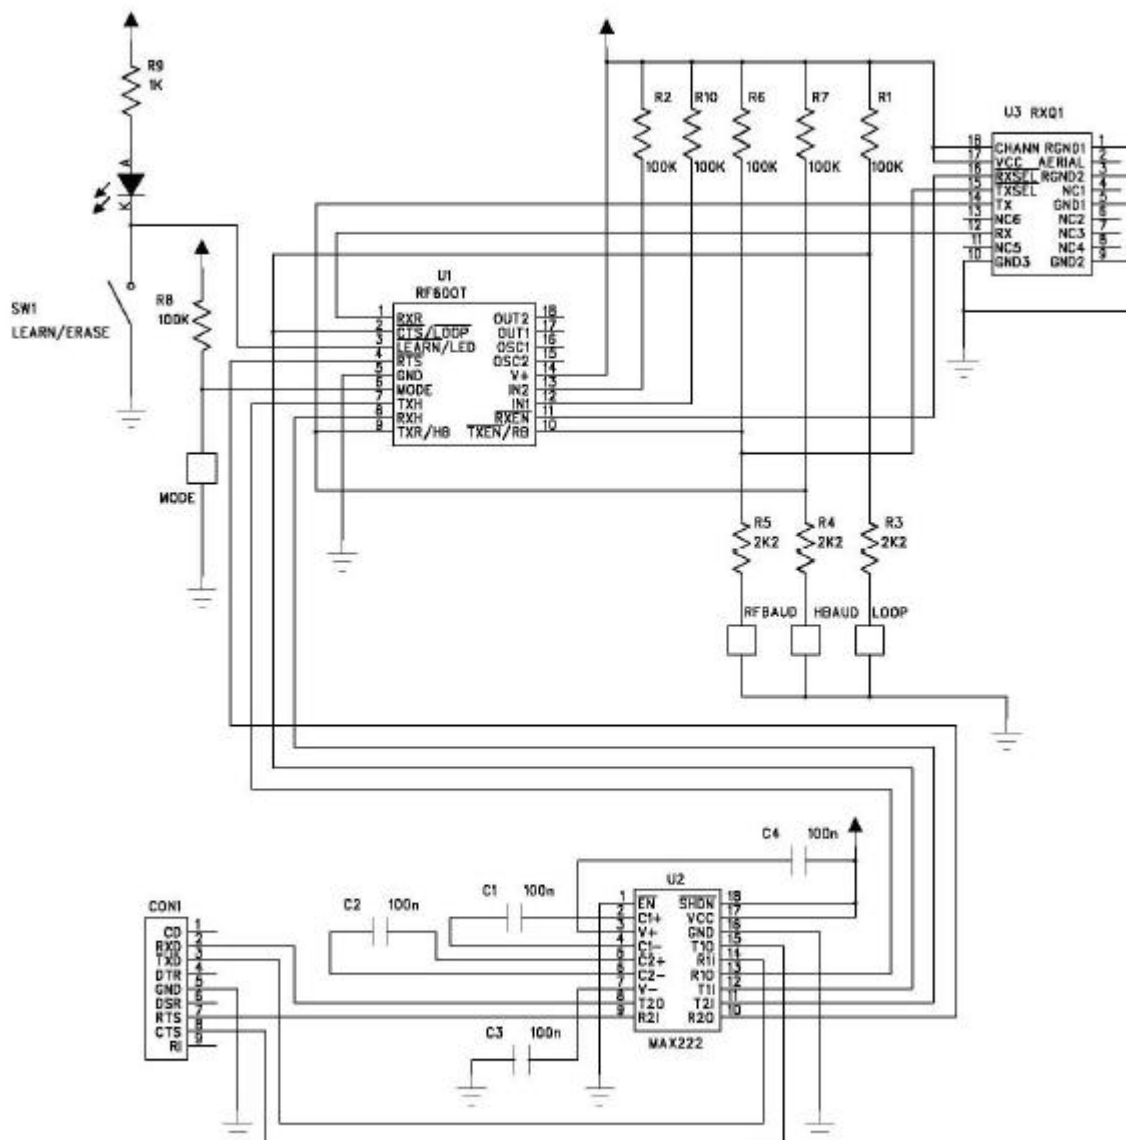 R9
1K
A
K
SW1
LEARN/ERASE
R8
100K
MODE
R2 R10 R6 R7 R1
100K 100K 100K 100K 100K
U3 RXQ1
18 CHANN RGND1 1
17 VCC AERIAL 2
16 RXSEL RGND2 3
15 TXSEL NC1 4
14 TX GND1 5
13 NC6 NC2 6
12 RX NC3 7
11 NC5 NC4 8
10 GND3 GND2 9
U1
RF600T
1 RXR OUT2 18
2 CTS/LOOP OUT1 17
3 LEARN/LED OSC1 16
4 RTS OSC2 15
5 GND V+ 14
6 MODE IN2 13
7 TXH IN1 12
8 RXH RXEN 11
9 TXR/HB TXEN/RB 10
R5 R4 R3
2K2 2K2 2K2
RFBAUD HBAUD LOOP
C4 100n
C1 100n
C2 100n
C3 100n
U2
1 EN SHDN 18
2 C1+ VCC 17
3 V+ GND 16
4 C1- T1O 15
5 C2+ R1I 14
6 C2- R1O 13
7 V- T1I 12
8 T2O T2I 11
9 R2I R2O 10
MAX222
CON1
CD 1
RXD 2
TXD 3
DTR 4
GND 5
DSR 6
RTS 7
CTS 8
RI 9